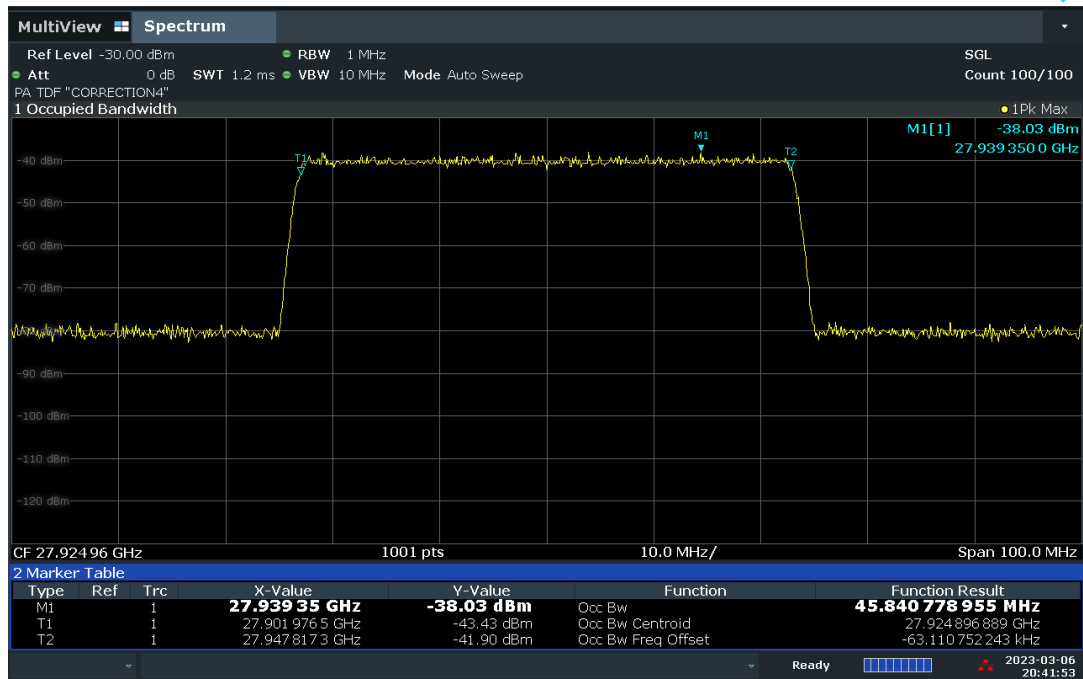 MultiView Spectrum
Ref Level -30.00 dBm RBW 1 MHz SGL
Att 0 dB SWT 1.2 ms VBW 10 MHz Mode Auto Sweep Count 100/100
PA TDF "CORRECTION4"
1 Occupied Bandwidth 1Pk Max
M1[1] -38.03 dBm
27.939 350 0 GHz
M1
T1
T2
-40 dBm
-50 dBm
-60 dBm
-70 dBm
-90 dBm
-100 dBm
-110 dBm
-120 dBm
CF 27.924 96 GHz 1001 pts 10.0 MHz/ Span 100.0 MHz
2 Marker Table
Type Ref Trc X-Value Y-Value Function Function Result
M1 1 27.939 35 GHz -38.03 dBm Occ Bw 45.840 778 955 MHz
T1 1 27.901 976 5 GHz -43.43 dBm Occ Bw Centroid 27.924 896 889 GHz
T2 1 27.947 817 3 GHz -41.90 dBm Occ Bw Freq Offset -63.110 752 243 kHz
Ready 2023-03-06
20:41:53